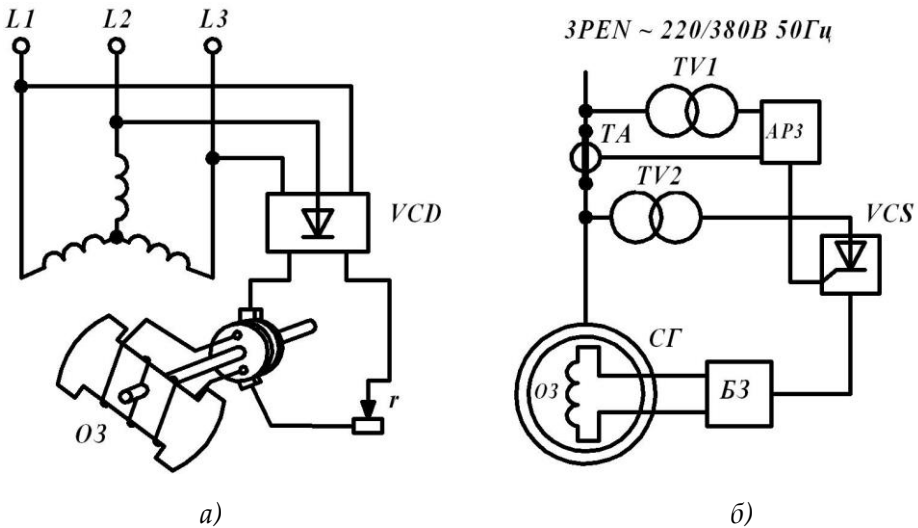 L1 L2 L3
VCD
r
ОЗ
а)
3PEN ~ 220/380В 50Гц
TV1
АРЗ
TA
TV2
VCS
СГ
ОЗ
БЗ
б)